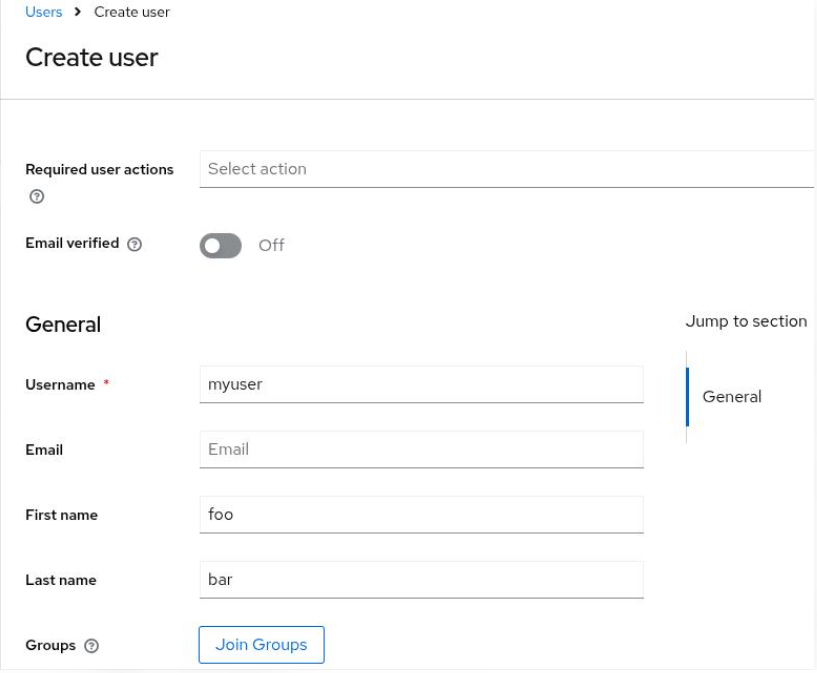 Users > Create user
Create user
Required user actions
Select action
Email verified
Off
General
Jump to section
General
Username *
myuser
Email
Email
First name
foo
Last name
bar
Groups
Join Groups